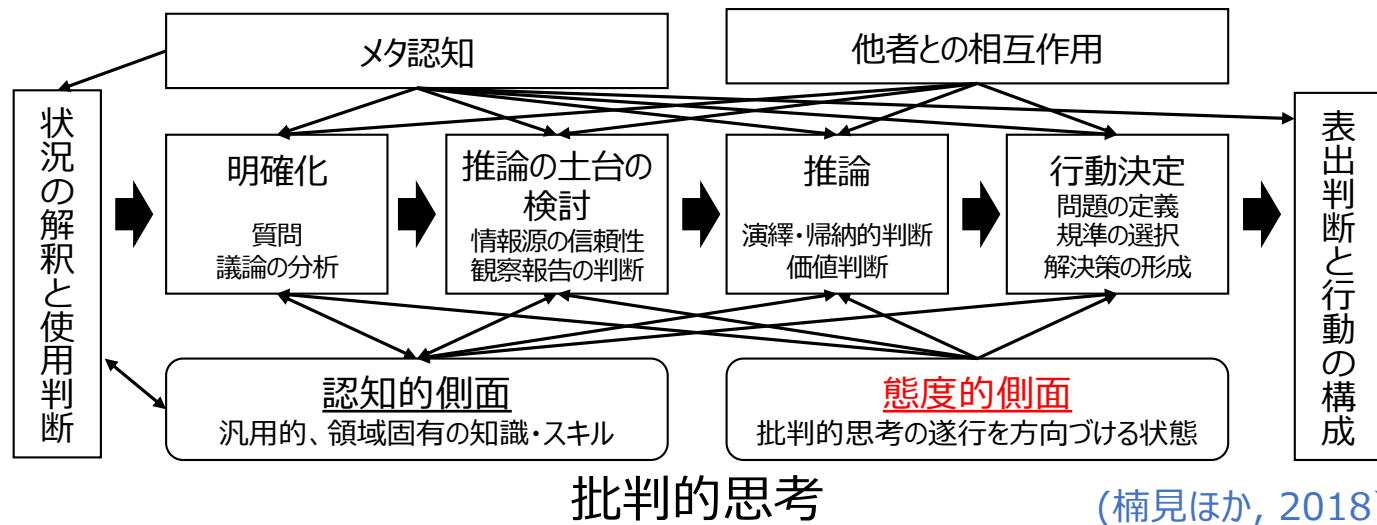 メタ認知
他者との相互作用
状況の解釈と使用判断
明確化
質問
議論の分析
推論の土台の
検討
情報源の信頼性
観察報告の判断
推論
演繹・帰納的判断
価値判断
行動決定
問題の定義
規準の選択
解決策の形成
表出判断と行動の構成
認知的側面
汎用的、領域固有の知識・スキル
態度的側面
批判的思考の遂行を方向づける状態
批判的思考
(楠見ほか, 2018)